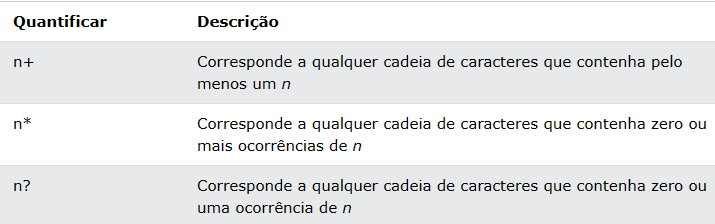 Quantificar Descrição
n+ Corresponde a qualquer cadeia de caracteres que contenha pelo
menos um n
n* Corresponde a qualquer cadeia de caracteres que contenha zero ou
mais ocorrências de n
n? Corresponde a qualquer cadeia de caracteres que contenha zero ou
uma ocorrência de n